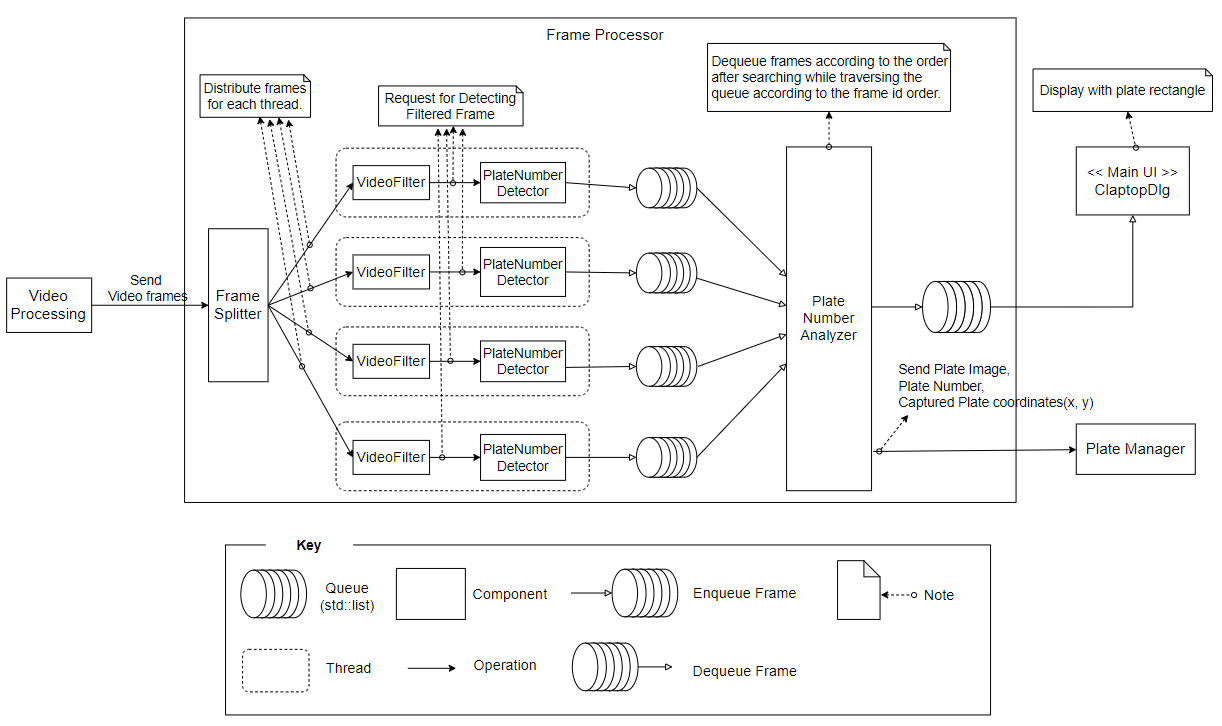 Frame Processor
Distribute frames
for each thread.
Request for Detecting
Filtered Frame
Dequeue frames according to the order
after searching while traversing the
queue according to the frame id order.
Display with plate rectangle
VideoFilter
PlateNumber
Detector
<< Main UI >>
ClaptopDlg
VideoFilter
PlateNumber
Detector
Video
Processing
Send
Video frames
Frame
Splitter
Plate
Number
Analyzer
VideoFilter
PlateNumber
Detector
Send Plate Image,
Plate Number,
Captured Plate coordinates(x, y)
VideoFilter
PlateNumber
Detector
Plate Manager
Key
Queue
(std::list)
Component
Enqueue Frame
Note
Thread
Operation
Dequeue Frame